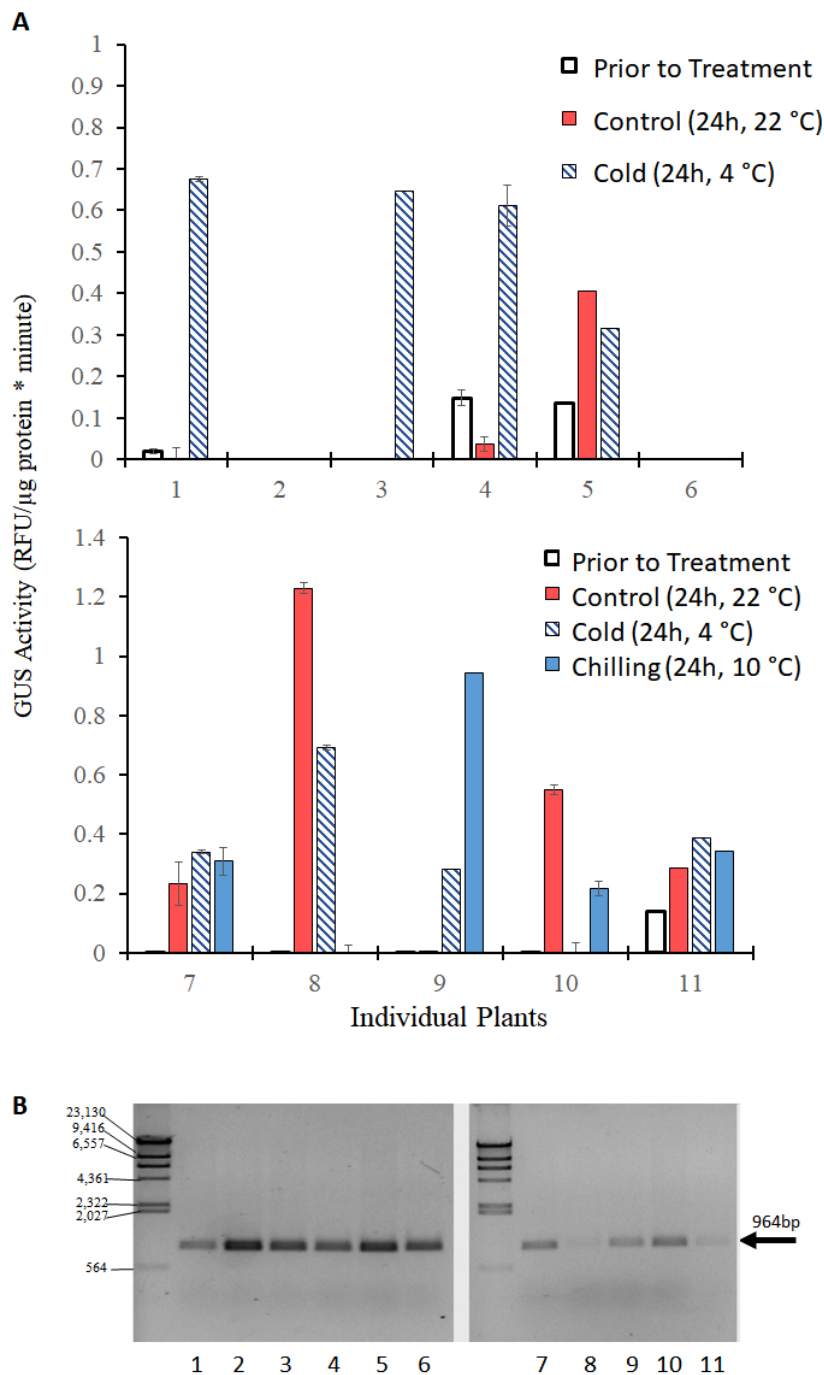 A
1
0.9
0.8
0.7
0.6
0.5
0.4
0.3
0.2
0.1
0
Prior to Treatment
Control (24h, 22 °C)
Cold (24h, 4 °C)
1 2 3 4 5 6
GUS Activity (RFU/µg protein * minute)
1.4
1.2
1
0.8
0.6
0.4
0.2
0
Prior to Treatment
Control (24h, 22 °C)
Cold (24h, 4 °C)
Chilling (24h, 10 °C)
7 8 9 10 11
Individual Plants
B
23,130
9,416
6,557
4,361
2,322
2,027
564
964bp
1 2 3 4 5 6 7 8 9 10 11